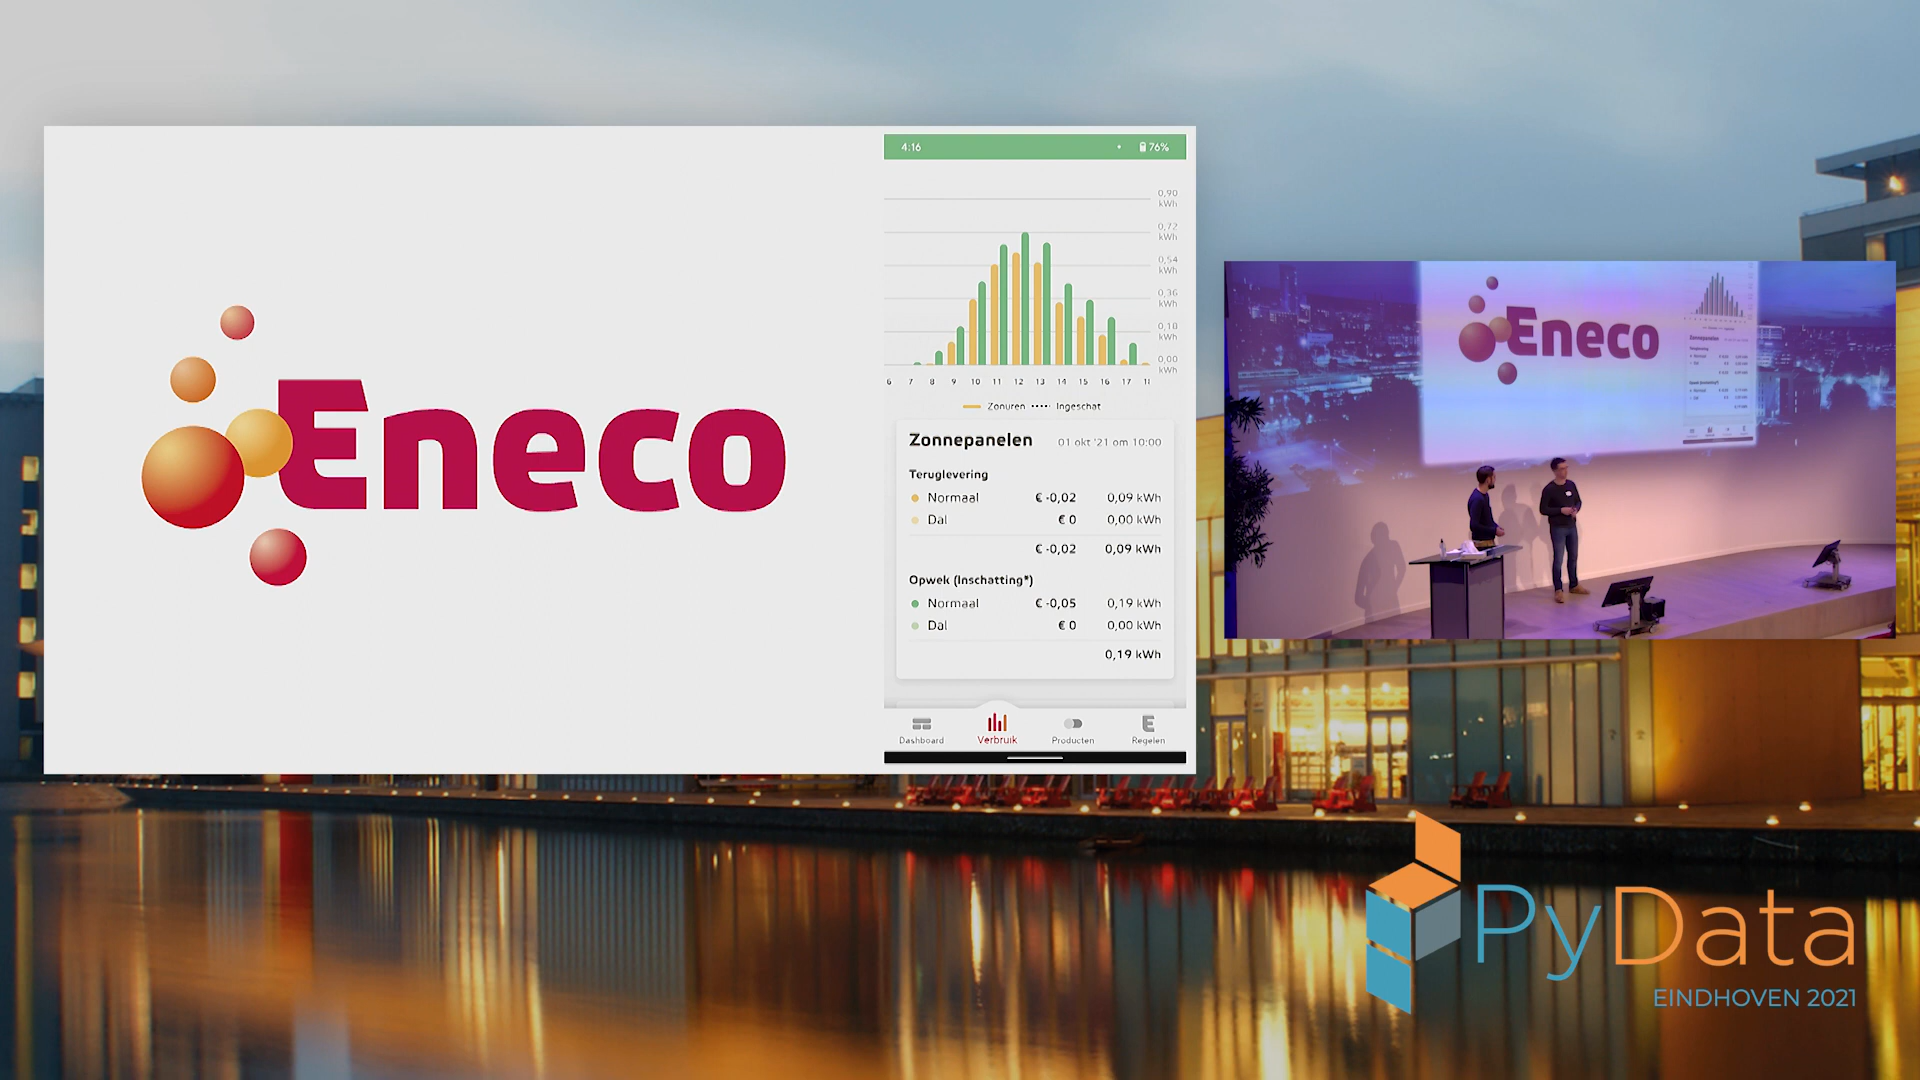 Eneco
4:16
76%
0,90
kWh
0,72
kWh
0,54
kWh
0,36
kWh
0,18
kWh
0,00
kWh
6 7 8 9 10 11 12 13 14 15 16 17
Zonuren Ingeschat
Zonnepanelen 01 okt '21 om 10:00
Teruglevering
Normaal € -0,02 0,09 kWh
Dal € 0 0,00 kWh
€ -0,02 0,09 kWh
Opwek (Inschatting*)
Normaal € -0,05 0,19 kWh
Dal € 0 0,00 kWh
0,19 kWh
Dashboard Verbruik Producten Regelen
E
Eneco
Zonnepanelen
PyData
EINDHOVEN 2021